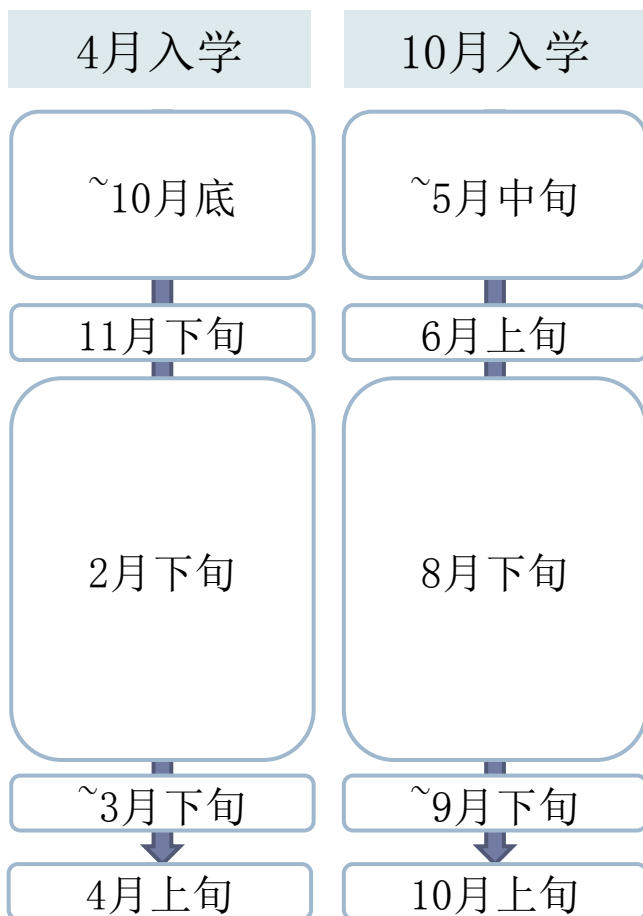 4月入学
10月入学
~10月底
~5月中旬
11月下旬
6月上旬
2月下旬
8月下旬
~3月下旬
~9月下旬
4月上旬
10月上旬